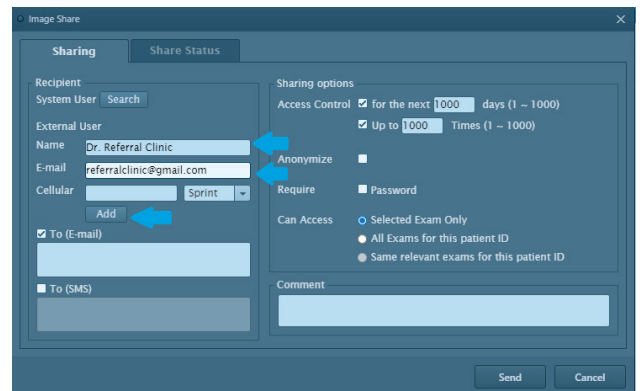 Image Share
Sharing
Share Status
Recipient
System User Search
External User
Name Dr. Referral Clinic
E-mail referralclinic@gmail.com
Cellular Sprint
Add
To (E-mail)
To (SMS)
Sharing options
Access Control for the next 1000 days (1 ~ 1000)
Up to 1000 Times (1 ~ 1000)
Anonymize
Require Password
Can Access Selected Exam Only
All Exams for this patient ID
Same relevant exams for this patient ID
Comment
Send Cancel